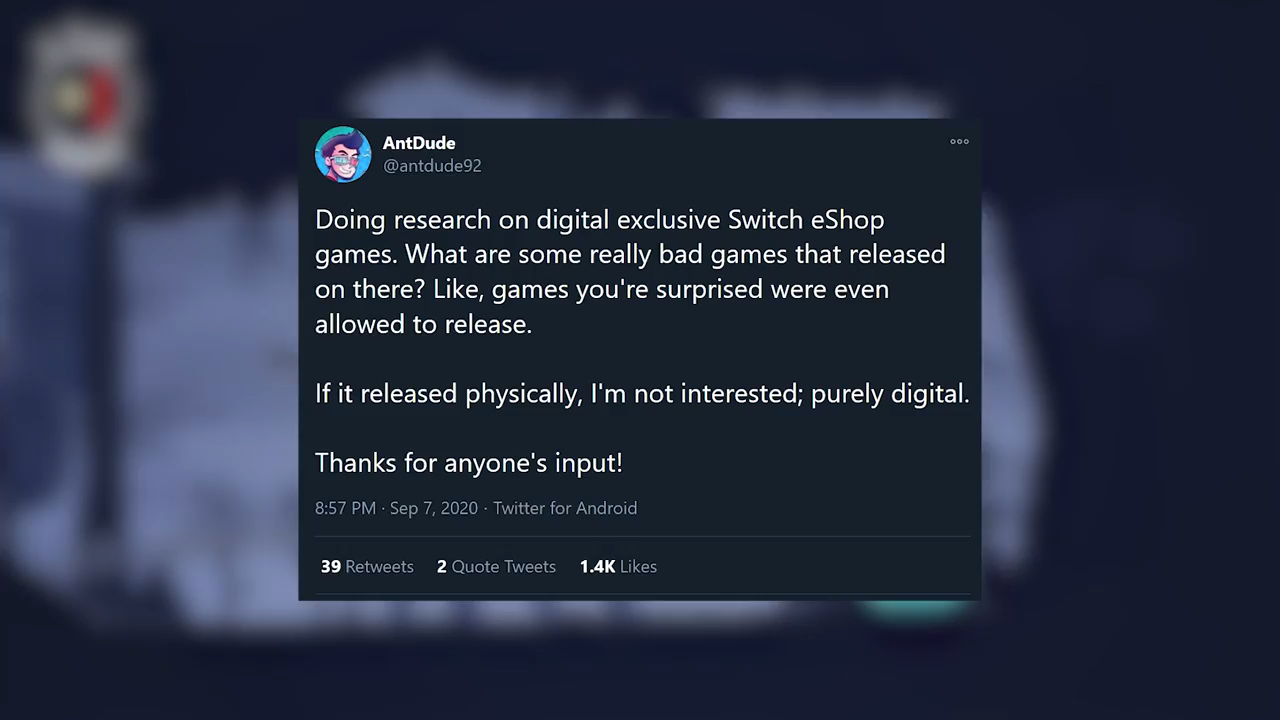 AntDude
@antdude92
Doing research on digital exclusive Switch eShop
games. What are some really bad games that released
on there? Like, games you're surprised were even
allowed to release.
If it released physically, I'm not interested; purely digital.
Thanks for anyone's input!
8:57 PM · Sep 7, 2020 · Twitter for Android
39 Retweets 2 Quote Tweets 1.4K Likes